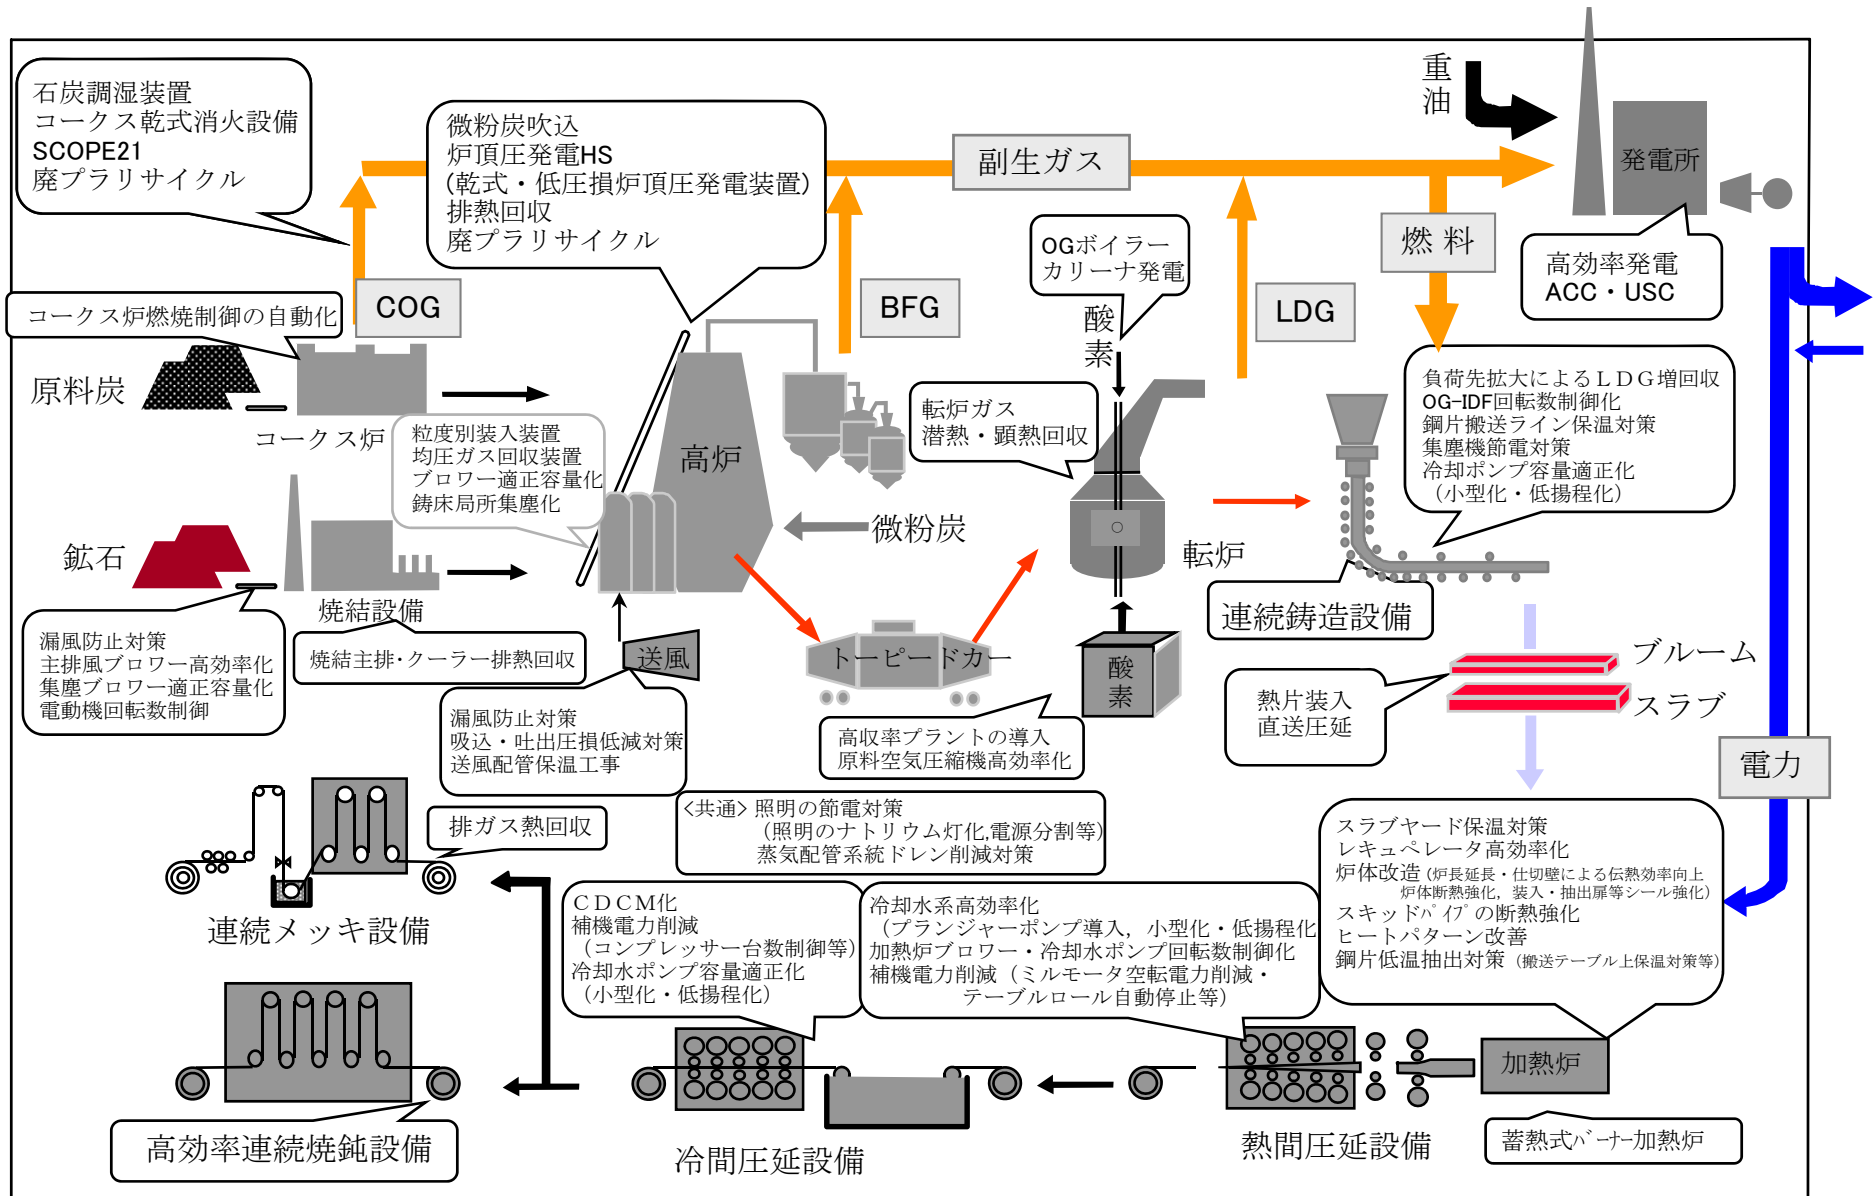 石炭調湿装置
コークス乾式消火設備
SCOPE21
廃プラリサイクル
微粉炭吹込
炉頂圧発電HS
(乾式・低圧損炉頂圧発電装置)
排熱回収
廃プラリサイクル
副生ガス
重油
発電所
燃 料
高効率発電
ACC・USC
OGボイラー
カリーナ発電
COG
BFG
LDG
コークス炉燃焼制御の自動化
酸素
原料炭
コークス炉
粒度別装入装置
均圧ガス回収装置
ブロワー適正容量化
鋳床局所集塵化
高炉
微粉炭
転炉ガス
潜熱・顕熱回収
転炉
負荷先拡大によるLDG増回収
OG-IDF回転数制御化
鋼片搬送ライン保温対策
集塵機節電対策
冷却ポンプ容量適正化
(小型化・低揚程化)
鉱石
焼結設備
漏風防止対策
主排風ブロワー高効率化
集塵ブロワー適正容量化
電動機回転数制御
焼結主排・クーラー排熱回収
送風
漏風防止対策
吸込・吐出圧損低減対策
送風配管保温工事
トーピードカー
酸素
高収率プラントの導入
原料空気圧縮機高効率化
連続鋳造設備
ブルーム
スラブ
熱片装入
直送圧延
電力
<共通> 照明の節電対策
(照明のナトリウム灯化,電源分割等)
蒸気配管系統ドレン削減対策
排ガス熱回収
連続メッキ設備
CDCM化
補機電力削減
(コンプレッサー台数制御等)
冷却水ポンプ容量適正化
(小型化・低揚程化)
冷却水系高効率化
(プランジャーポンプ導入，小型化・低揚程化
加熱炉ブロワー・冷却水ポンプ回転数制御化
補機電力削減（ミルモータ空転電力削減・
テーブルロール自動停止等)
スラブヤード保温対策
レキュペレータ高効率化
炉体改造 (炉長延長・仕切壁による伝熱効率向上
炉体断熱強化，装入・抽出扉等シール強化)
スキッドﾊﾟｲﾌﾟの断熱強化
ヒートパターン改善
鋼片低温抽出対策 (搬送テーブル上保温対策等)
加熱炉
高効率連続焼鈍設備
冷間圧延設備
熱間圧延設備
蓄熱式ﾊﾞｰﾅｰ加熱炉